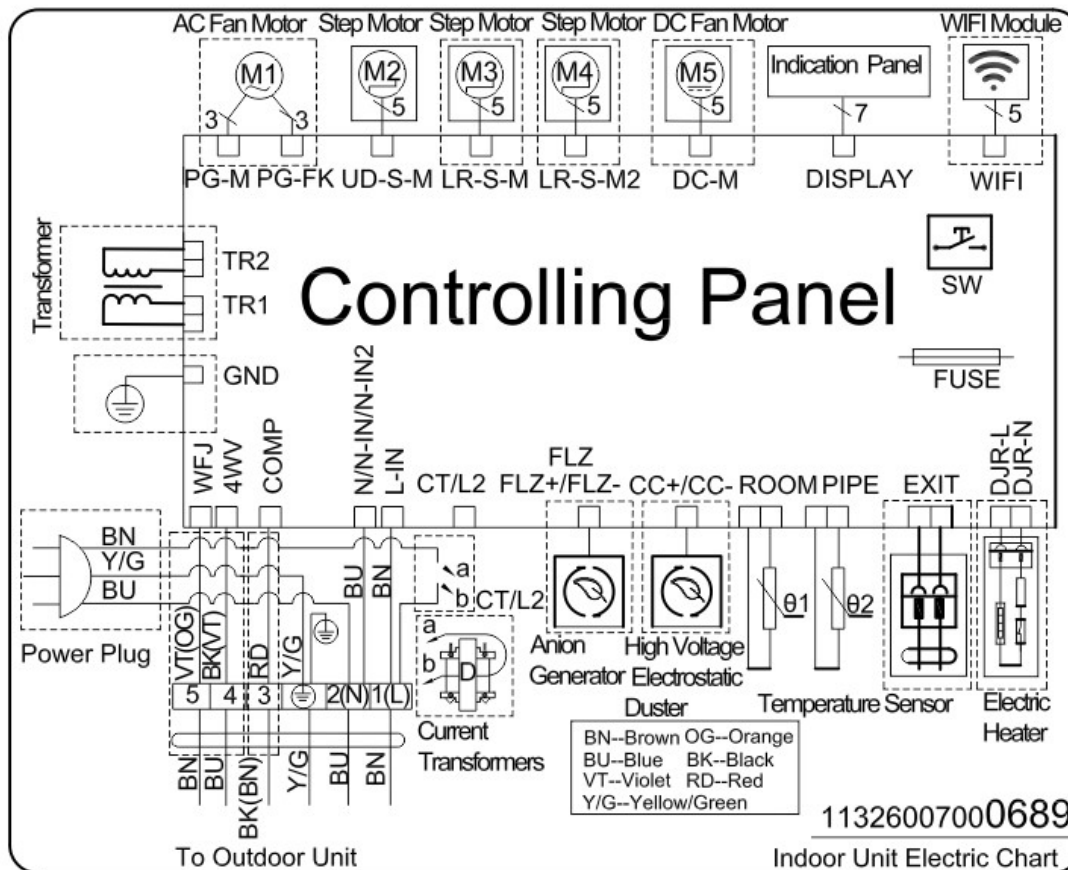 AC Fan Motor Step Motor Step Motor Step Motor DC Fan Motor WIFI Module
M1 M2 M3 M4 M5 Indication Panel
3 3 5 5 5 5 7 5
PG-M PG-FK UD-S-M LR-S-M LR-S-M2 DC-M DISPLAY WIFI
Transformer
TR2
TR1
Controlling Panel
SW
GND
FUSE
WFJ
4WV
COMP
N/N-IN/N-IN2
L-IN
CT/L2
FLZ
FLZ+/FLZ-
CC+/CC-
ROOM
PIPE
EXIT
DJR-L
DJR-N
BN
Y/G
BU
Power Plug
VT(OG)
BK(VT)
RD
Y/G
BU
BN
a
b
CT/L2
a
b
D
Current
Transformers
5 4 3 2(N) 1(L)
BN
BU
BK(BN)
Y/G
BU
BN
To Outdoor Unit
Anion
Generator
High Voltage
Electrostatic
Duster
θ1
θ2
Temperature Sensor
Electric
Heater
BN--Brown OG--Orange
BU--Blue BK--Black
VT--Violet RD--Red
Y/G--Yellow/Green
11326007000689
Indoor Unit Electric Chart